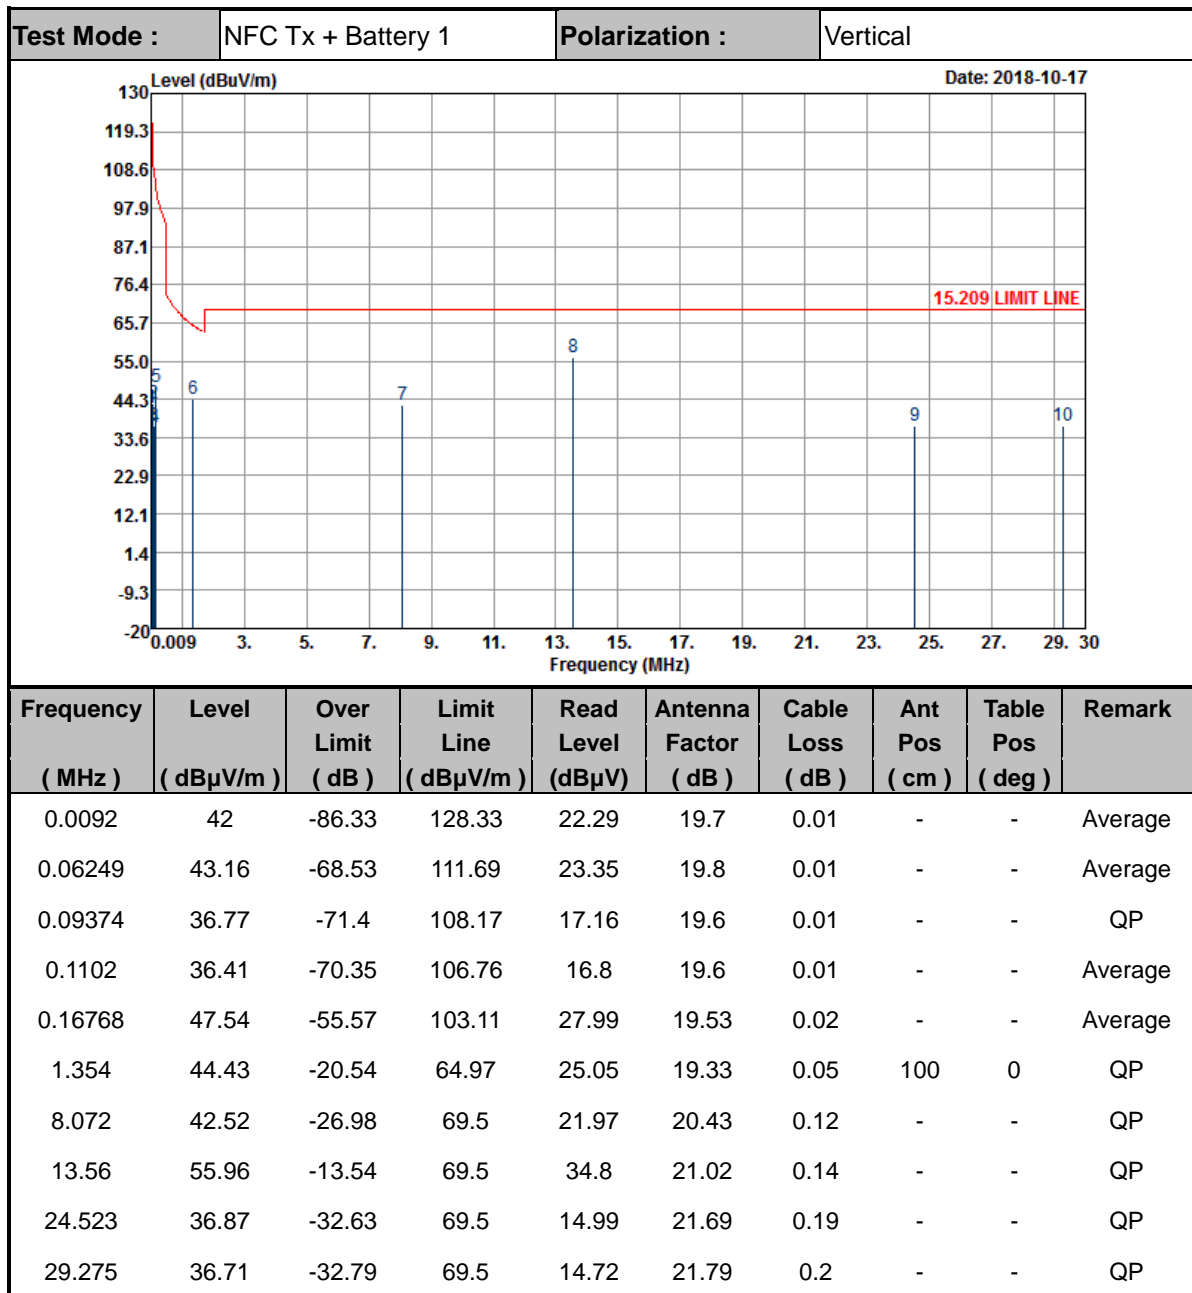 Test Mode : NFC Tx + Battery 1 Polarization : Vertical
Level (dBuV/m) Date: 2018-10-17
130
119.3
108.6
97.9
87.1
76.4
15.209 LIMIT LINE
65.7
8
55.0
5 6 7
44.3
4 9 10
33.6
22.9
12.1
1.4
-9.3
-20
0.009 3. 5. 7. 9. 11. 13. 15. 17. 19. 21. 23. 25. 27. 29. 30
Frequency (MHz)
Frequency Level Over Limit Read Antenna Cable Ant Table Remark
Limit Line Level Factor Loss Pos Pos
( MHz ) ( dBµV/m ) ( dB ) ( dBµV/m ) (dBµV) ( dB ) ( dB ) ( cm ) ( deg )
0.0092 42 -86.33 128.33 22.29 19.7 0.01 - - Average
0.06249 43.16 -68.53 111.69 23.35 19.8 0.01 - - Average
0.09374 36.77 -71.4 108.17 17.16 19.6 0.01 - - QP
0.1102 36.41 -70.35 106.76 16.8 19.6 0.01 - - Average
0.16768 47.54 -55.57 103.11 27.99 19.53 0.02 - - Average
1.354 44.43 -20.54 64.97 25.05 19.33 0.05 100 0 QP
8.072 42.52 -26.98 69.5 21.97 20.43 0.12 - - QP
13.56 55.96 -13.54 69.5 34.8 21.02 0.14 - - QP
24.523 36.87 -32.63 69.5 14.99 21.69 0.19 - - QP
29.275 36.71 -32.79 69.5 14.72 21.79 0.2 - - QP